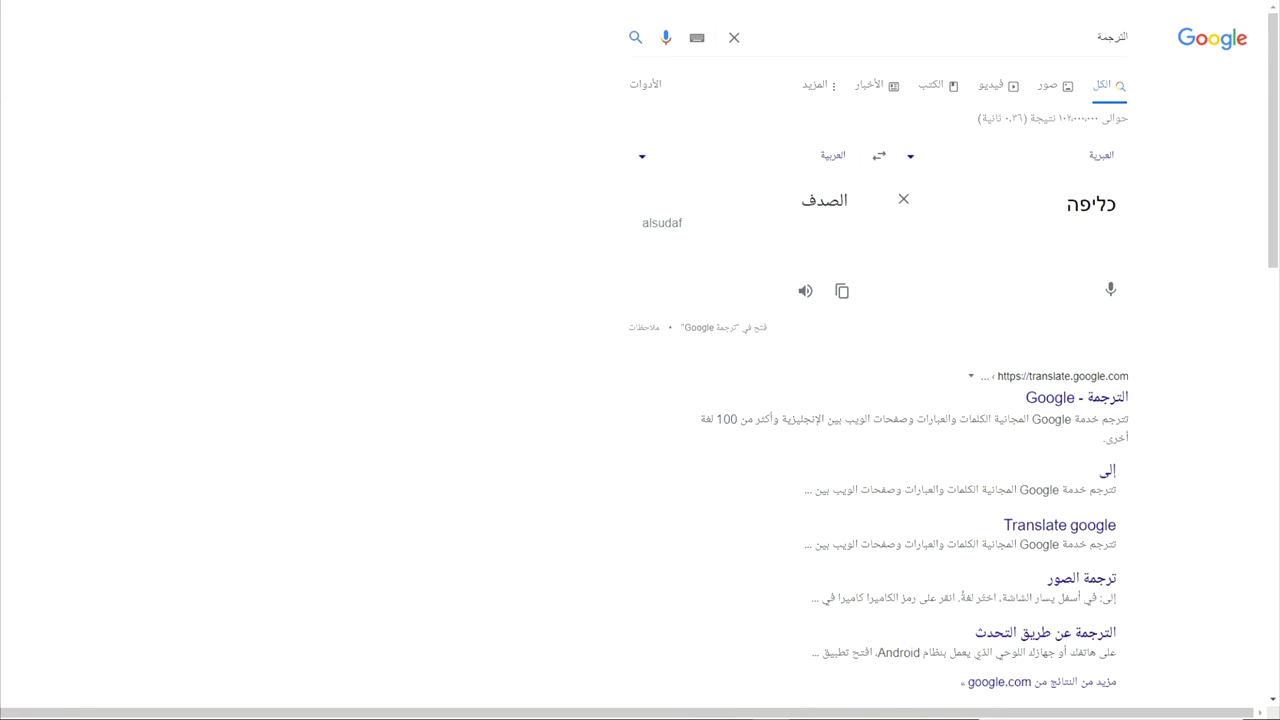 Google
الترجمة
الكل
صور
فيديو
الكتب
الأخبار
المزيد
الأدوات
حوالى ١٠٢,٠٠٠,٠٠٠ نتيجة (٠,٣٦ ثانية)
العبرية
العربية
כליפה
الصدف
alsudaf
فتح في "ترجمة Google" • ملاحظات
https://translate.google.com › ...
الترجمة - Google
تترجم خدمة Google المجانية الكلمات والعبارات وصفحات الويب بين الإنجليزية وأكثر من 100 لغة
أخرى.
إلى
تترجم خدمة Google المجانية الكلمات والعبارات وصفحات الويب بين ...
Translate google
تترجم خدمة Google المجانية الكلمات والعبارات وصفحات الويب بين ...
ترجمة الصور
إلى: في أسفل يسار الشاشة، اختَر لغةً. انقر على رمز الكاميرا كاميرا في ...
الترجمة عن طريق التحدث
على هاتفك أو جهازك اللوحي الذي يعمل بنظام Android، افتح تطبيق ...
مزيد من النتائج من google.com »